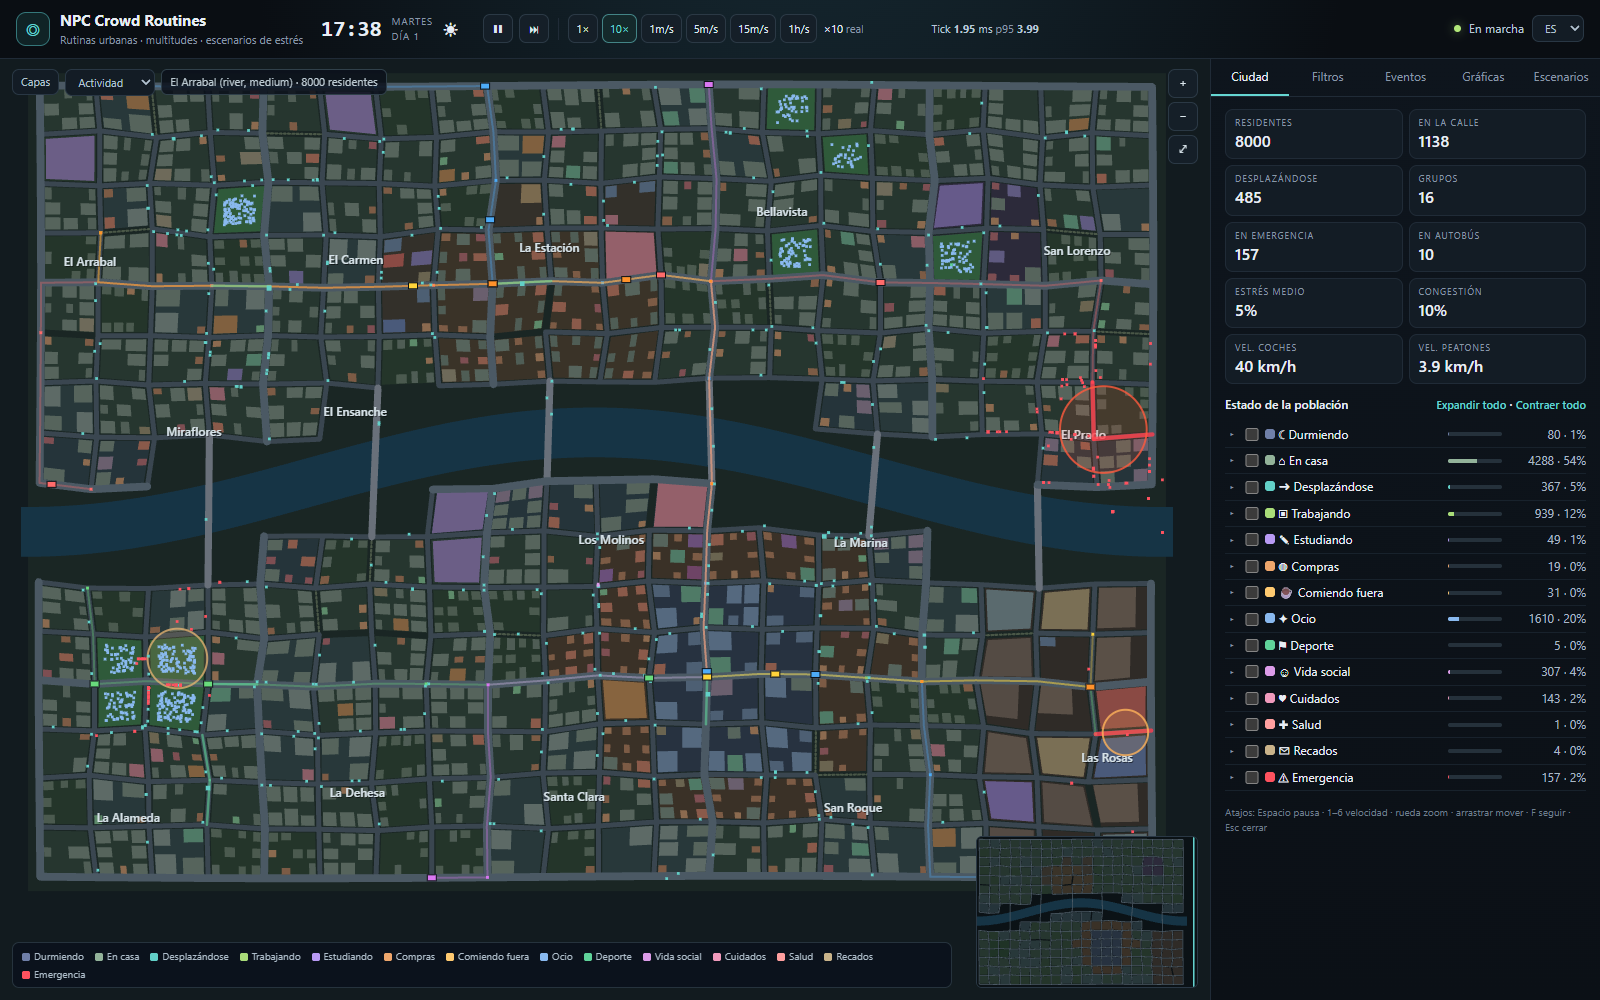 NPC Crowd Routines
Rutinas urbanas · multitudes · escenarios de estrés
17:38
MARTES
DÍA 1
1×
10×
1m/s
5m/s
15m/s
1h/s
×10 real
Tick 1.95 ms p95 3.99
En marcha
ES
Capas
Actividad
El Arrabal (river, medium) · 8000 residentes
+
−
Ciudad
Filtros
Eventos
Gráficas
Escenarios
RESIDENTES
8000
EN LA CALLE
1138
DESPLAZÁNDOSE
485
GRUPOS
16
EN EMERGENCIA
157
EN AUTOBÚS
10
ESTRÉS MEDIO
5%
CONGESTIÓN
10%
VEL. COCHES
40 km/h
VEL. PEATONES
3.9 km/h
Estado de la población
Expandir todo · Contraer todo
Durmiendo 80 · 1%
En casa 4288 · 54%
Desplazándose 367 · 5%
Trabajando 939 · 12%
Estudiando 49 · 1%
Compras 19 · 0%
Comiendo fuera 31 · 0%
Ocio 1610 · 20%
Deporte 5 · 0%
Vida social 307 · 4%
Cuidados 143 · 2%
Salud 1 · 0%
Recados 4 · 0%
Emergencia 157 · 2%
Atajos: Espacio pausa · 1–6 velocidad · rueda zoom · arrastrar mover · F seguir ·
Esc cerrar
Bellavista
La Estación
San Lorenzo
El Arrabal
El Carmen
El Ensanche
Miraflores
El Prado
Los Molinos
La Marina
Las Rosas
La Dehesa
Santa Clara
San Roque
La Alameda
Durmiendo
En casa
Desplazándose
Trabajando
Estudiando
Compras
Comiendo fuera
Ocio
Deporte
Vida social
Cuidados
Salud
Recados
Emergencia